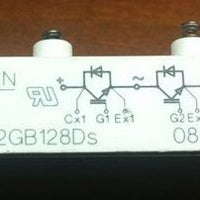 N
+ ~
Cx1 G1 Ex1 G2 Ex
2GB128Ds 08